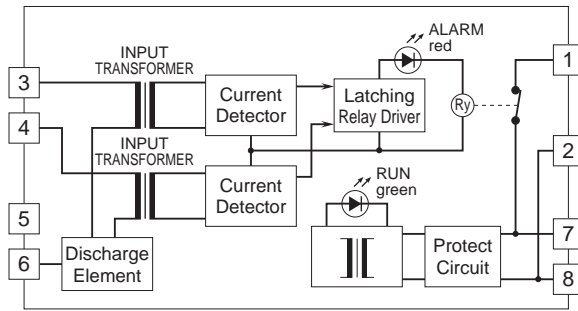 INPUT
TRANSFORMER
ALARM
red
1
3
Current
Detector
Latching
Relay Driver
Ry
4
INPUT
TRANSFORMER
2
Current
Detector
RUN
green
5
7
6
Discharge
Element
Protect
Circuit
8